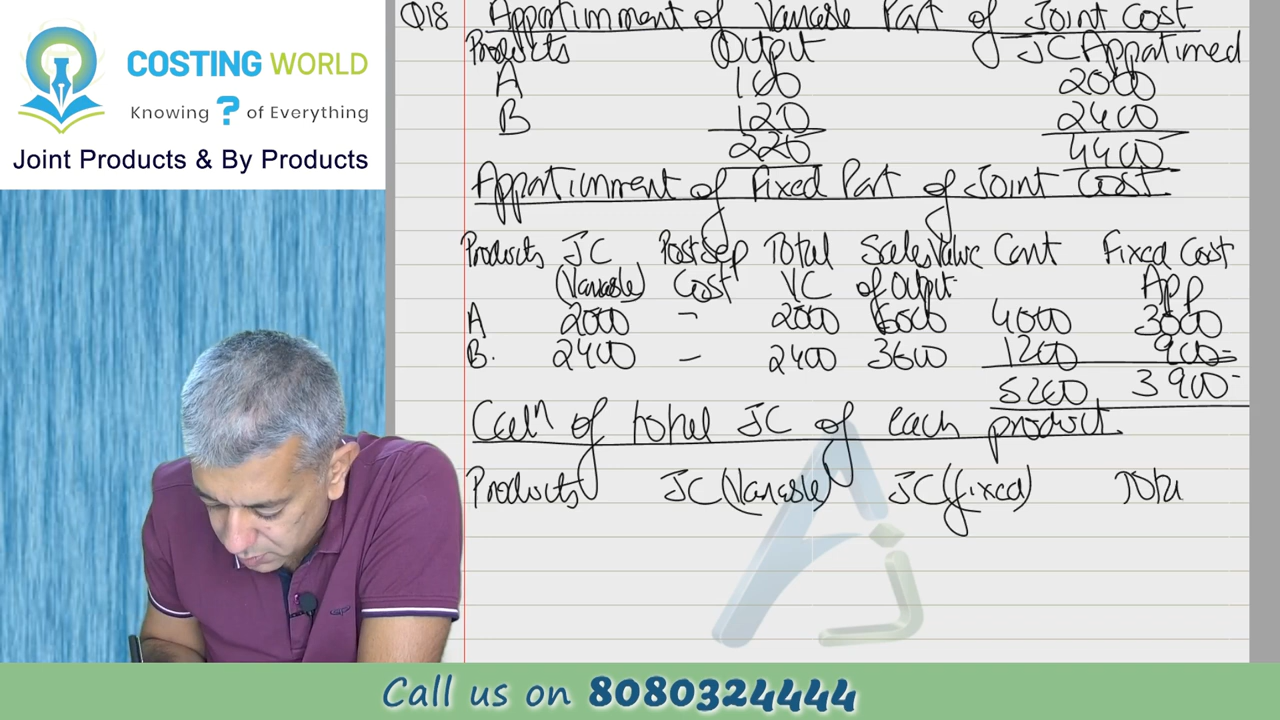 COSTING WORLD
Knowing ? of Everything
Joint Products & By Products
Q18 Apportionment of Variable Part of Joint Cost
Products Output JC Apportioned
A 100 2000
B 120 2400
220 4400
Apportionment of Fixed Part of Joint Cost
Products JC Post Sep Total Sales Value Cont Fixed Cost
(Variable) Cost VC of Output App
A 2000 - 2000 6000 4000 3000
B. 2400 - 2400 3600 1200 900
5200 3900
Caln of total JC of each product
Products JC (Variable) JC (fixed) Tota
Call us on 8080324444